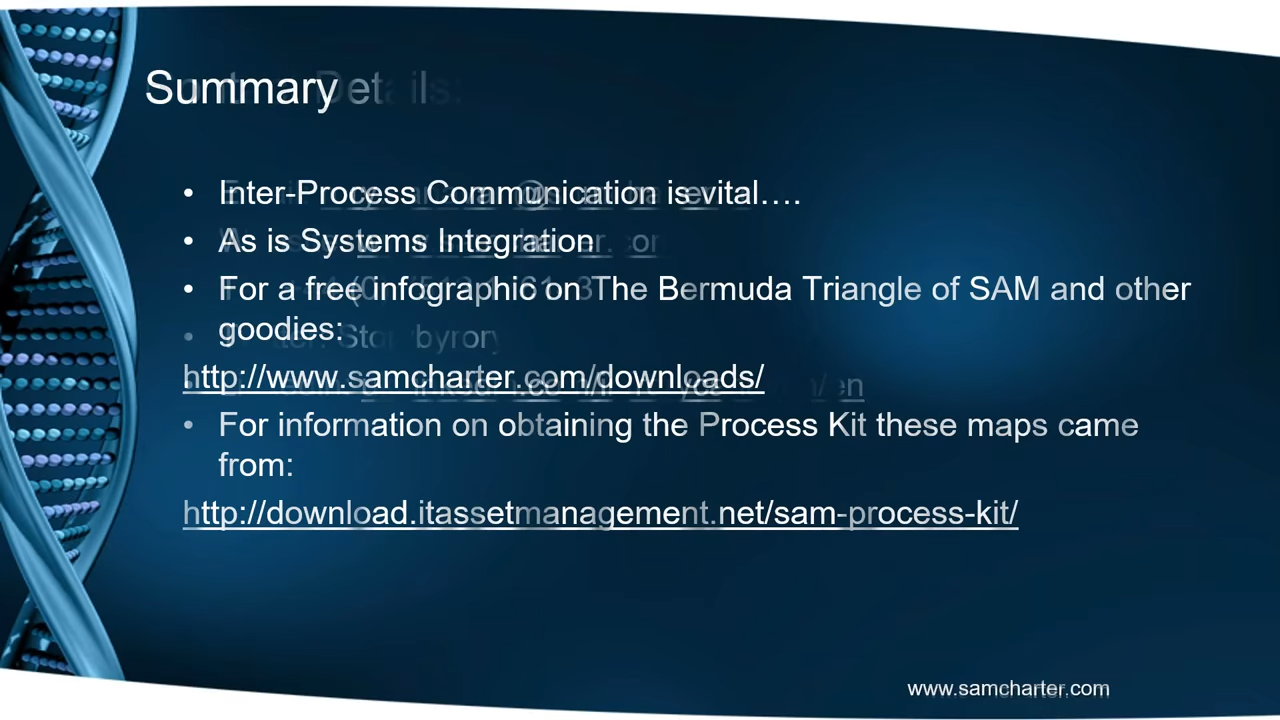 Summary
• Inter-Process Communication is vital….
• As is Systems Integration
• For a free infographic on The Bermuda Triangle of SAM and other
goodies:
http://www.samcharter.com/downloads/
• For information on obtaining the Process Kit these maps came
from:
http://download.itassetmanagement.net/sam-process-kit/
www.samcharter.com